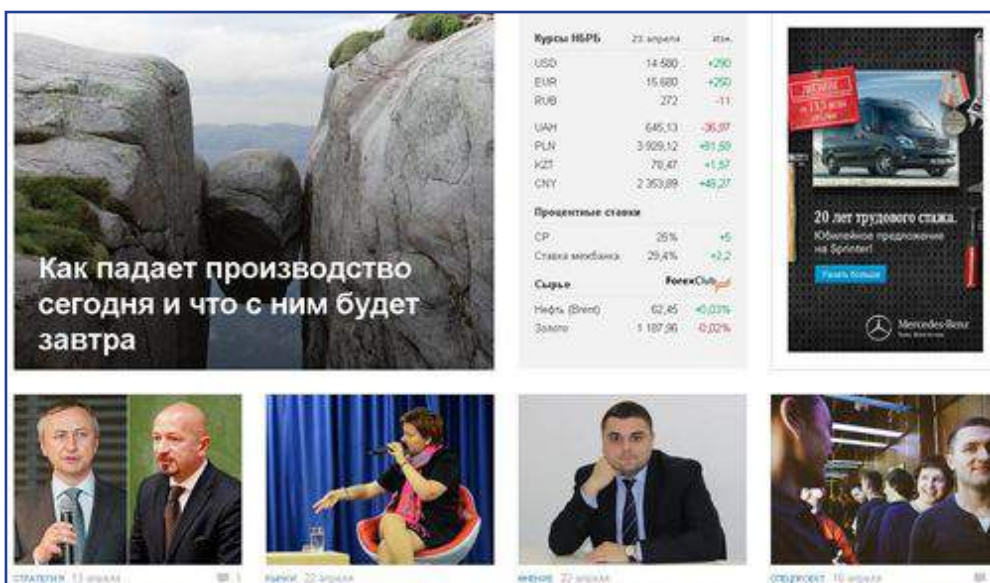 Как падает производство
сегодня и что с ним будет
завтра
Курсы НБРБ 23 апреля Изм.
USD 14 580 +290
EUR 15 680 +250
RUB 272 -11
UAH 645,13 -36,97
PLN 3 929,12 +91,59
KZT 78,47 +1,57
CNY 2 353,89 +46,27
Процентные ставки
СР 25% +5
Ставка межбанка 29,4% +2,2
Сырье ForexClub
Нефть (Brent) 62,45 +0,03%
Золото 1 187,96 -0,02%
20 лет трудового стажа.
Юбилейное предложение
на Sprinter!
Узнать больше
Mercedes-Benz
СТРАТЕГИЯ 13 апреля 1
РЫНКИ 22 апреля
МНЕНИЕ 22 апреля
СПЕЦПРОЕКТ 16 апреля